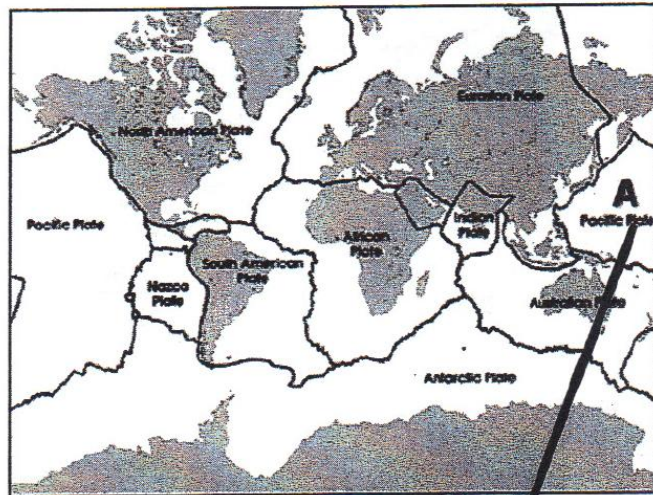 North American Plate
Eurasian Plate
A
Pacific Plate
Pacific Plate
Indian
Plate
African
Plate
South American
Plate
Nazca
Plate
Australian Plate
Antarctic Plate